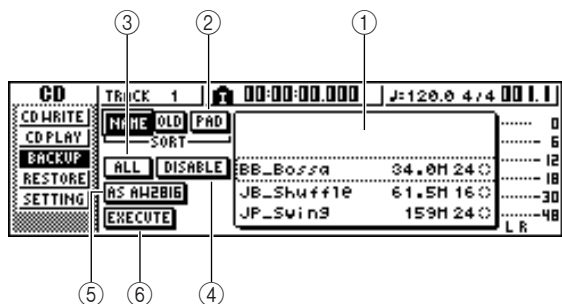 ③ ② ①
CD TRACK 1 00:00:00.000 ♩=120.0 4/4 001.1
CD WRITE
CD PLAY
BACKUP
RESTORE
SETTING
NAME OLD PAD
SORT
ALL DISABLE
AS AW2816
EXECUTE
BB_Bossa 34.0M 24
JB_Shuffle 61.5M 16
JP_Swing 159M 24
0
6
12
18
30
48
L R
⑤ ⑥ ④